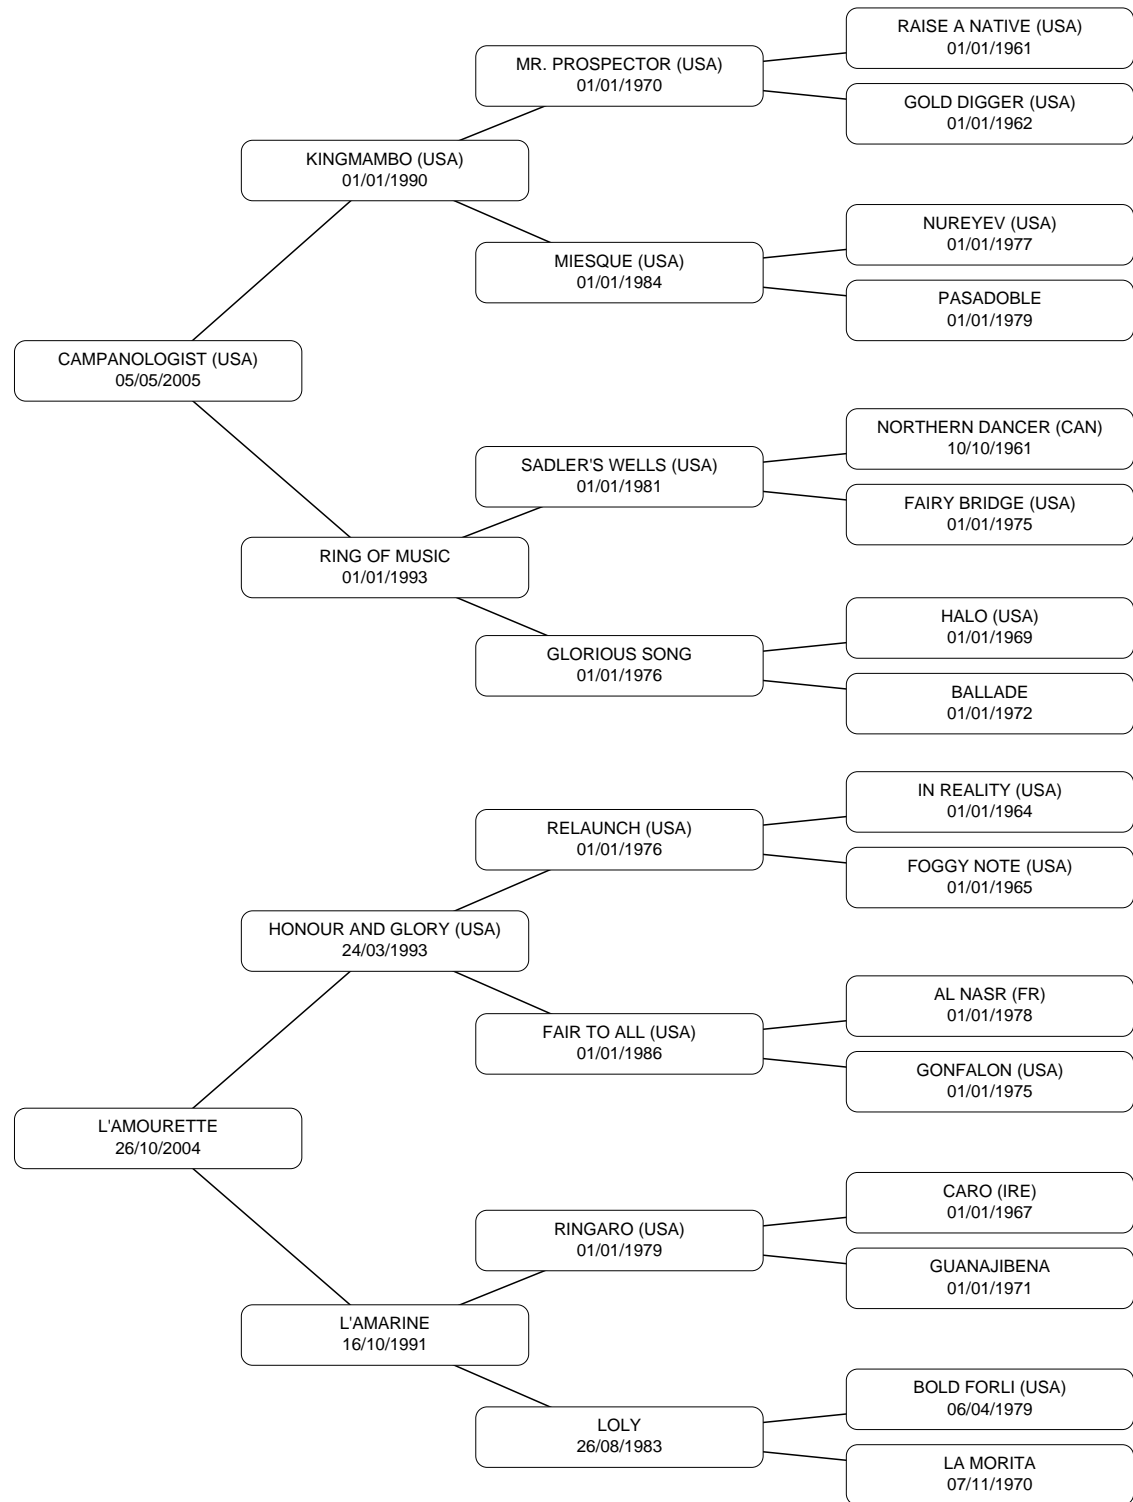 RAISE A NATIVE (USA)
01/01/1961
MR. PROSPECTOR (USA)
01/01/1970
GOLD DIGGER (USA)
01/01/1962
KINGMAMBO (USA)
01/01/1990
NUREYEV (USA)
01/01/1977
MIESQUE (USA)
01/01/1984
PASADOBLE
01/01/1979
CAMPANOLOGIST (USA)
05/05/2005
NORTHERN DANCER (CAN)
10/10/1961
SADLER'S WELLS (USA)
01/01/1981
FAIRY BRIDGE (USA)
01/01/1975
RING OF MUSIC
01/01/1993
HALO (USA)
01/01/1969
GLORIOUS SONG
01/01/1976
BALLADE
01/01/1972
IN REALITY (USA)
01/01/1964
RELAUNCH (USA)
01/01/1976
FOGGY NOTE (USA)
01/01/1965
HONOUR AND GLORY (USA)
24/03/1993
AL NASR (FR)
01/01/1978
FAIR TO ALL (USA)
01/01/1986
GONFALON (USA)
01/01/1975
L'AMOURETTE
26/10/2004
CARO (IRE)
01/01/1967
RINGARO (USA)
01/01/1979
GUANAJIBENA
01/01/1971
L'AMARINE
16/10/1991
BOLD FORLI (USA)
06/04/1979
LOLY
26/08/1983
LA MORITA
07/11/1970